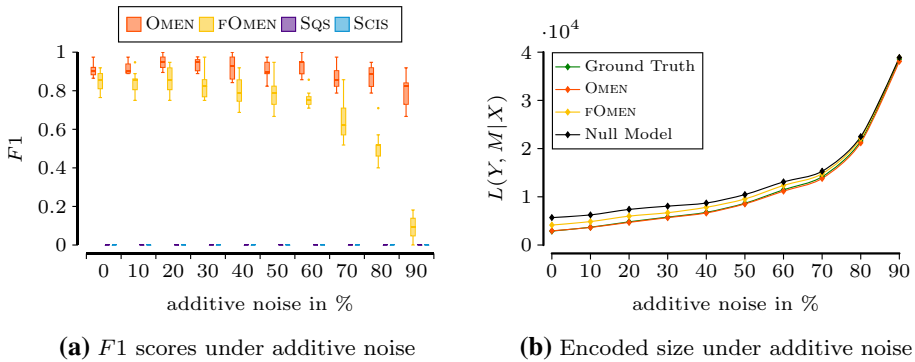 OMEN fOMEN SQS SCIS
1
0.8
0.6
0.4
0.2
0
F1
0 10 20 30 40 50 60 70 80 90
additive noise in %
(a) F1 scores under additive noise
·10⁴
4
3
2
1
0
L(Y, M|X)
Ground Truth
OMEN
fOMEN
Null Model
0 10 20 30 40 50 60 70 80 90
additive noise in %
(b) Encoded size under additive noise